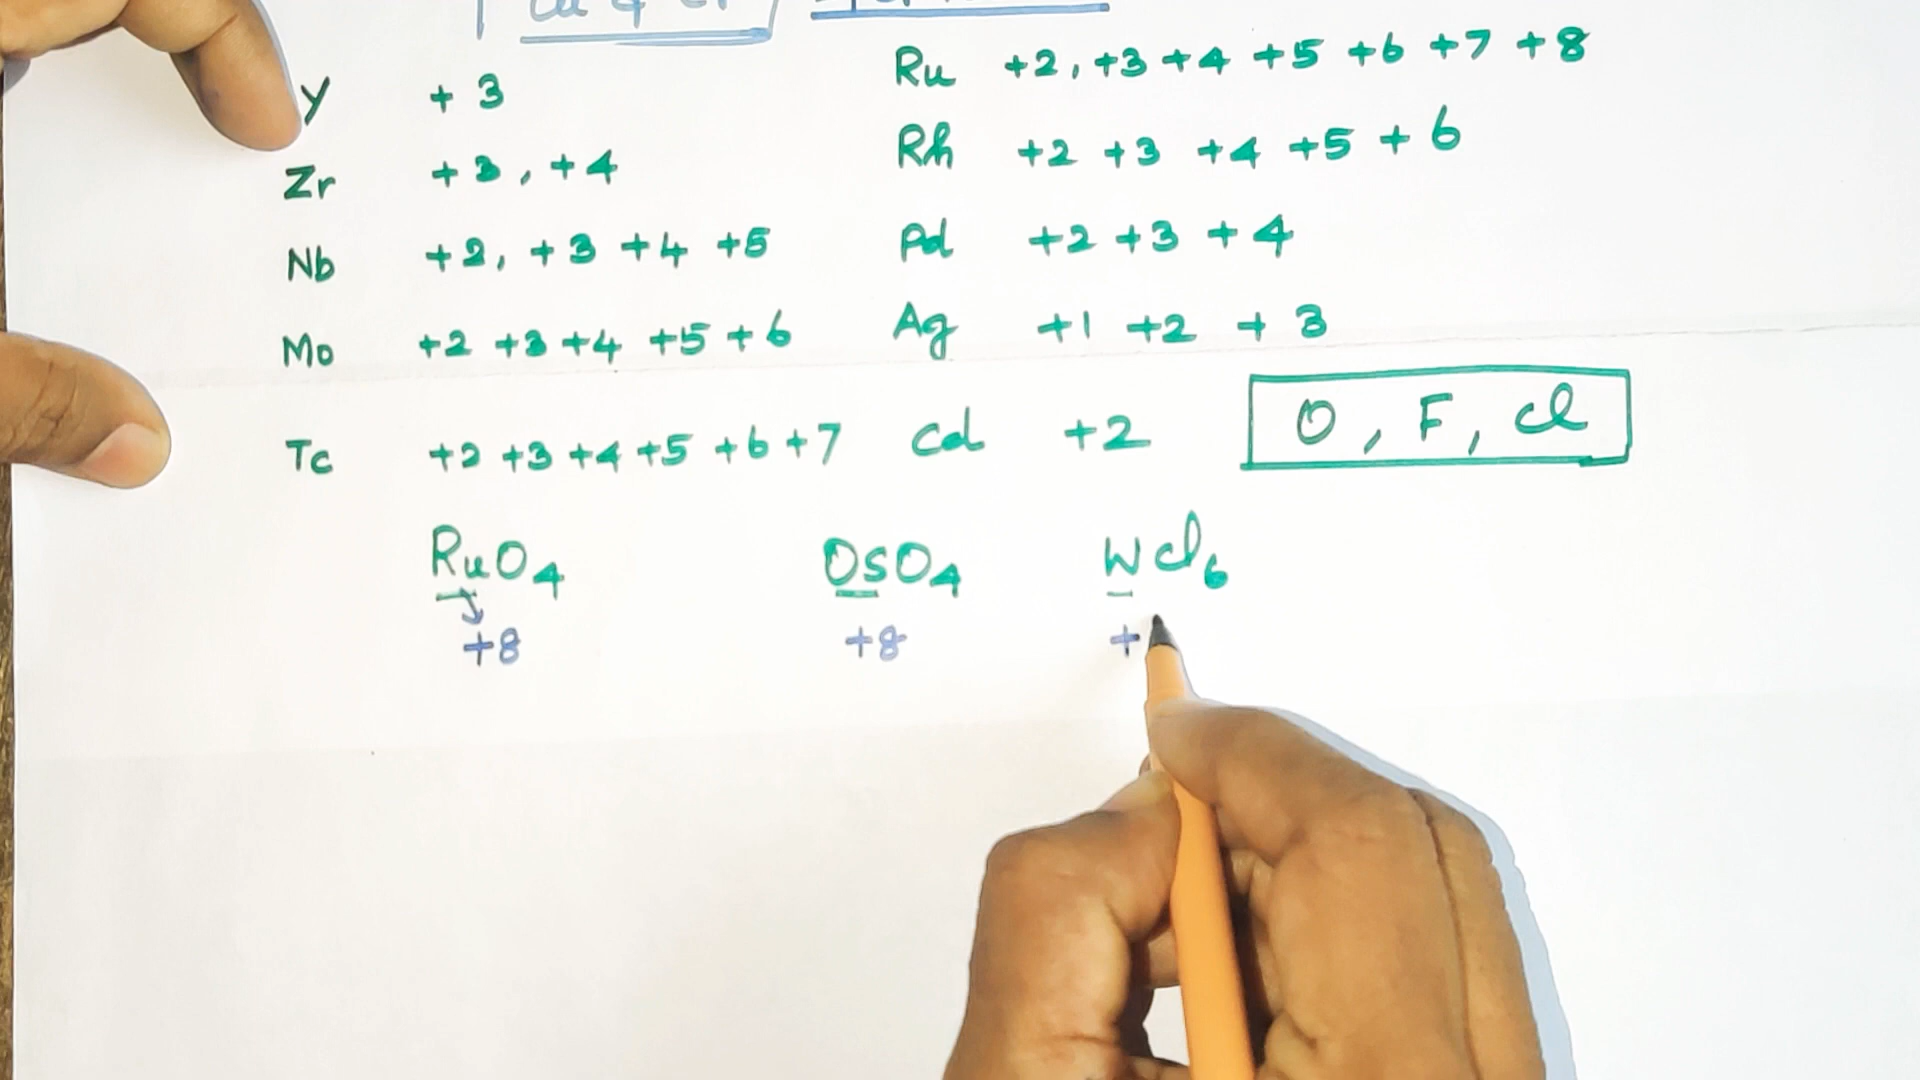 Y + 3
Zr + 3, +4
Nb +2, +3 +4 +5
Mo +2 +3 +4 +5 +6
Tc +2 +3 +4 +5 +6 +7
Ru +2, +3 +4 +5 +6 +7 +8
Rh +2 +3 +4 +5 + 6
Pd +2 +3 + 4
Ag +1 +2 + 3
Cd +2
O, F, Cl
RuO4 OsO4 WCl6
+8 +8 +